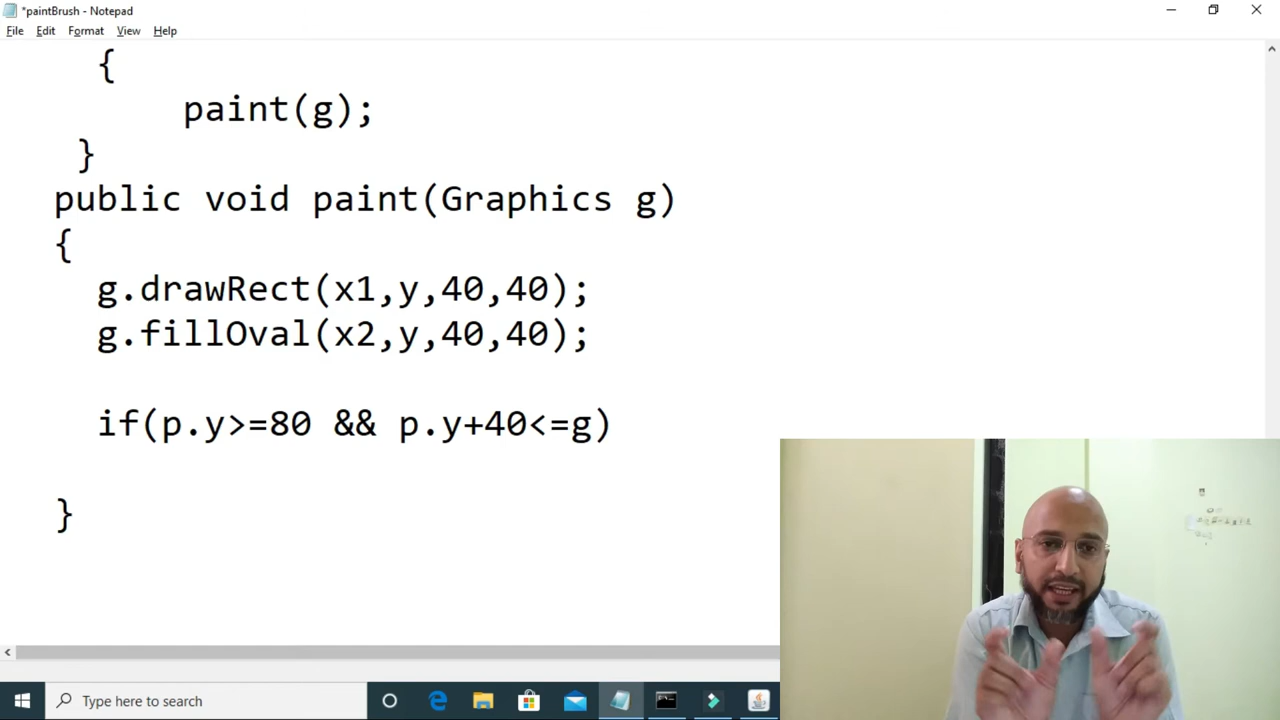 *paintBrush - Notepad
File Edit Format View Help
{
paint(g);
}
public void paint(Graphics g)
{
g.drawRect(x1,y,40,40);
g.fillOval(x2,y,40,40);
if(p.y>=80 && p.y+40<=g)
}
Type here to search